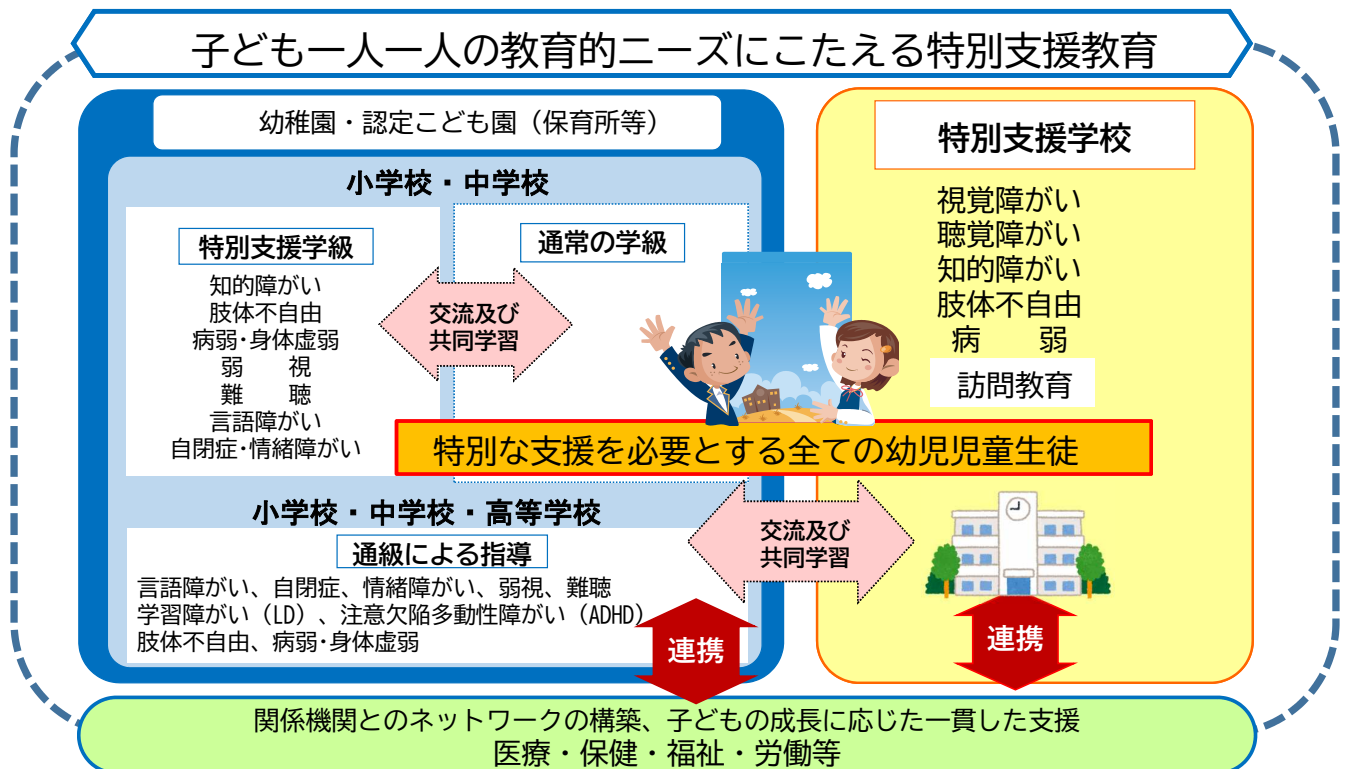 子ども一人一人の教育的ニーズにこたえる特別支援教育
幼稚園・認定こども園（保育所等）
小学校・中学校
特別支援学級
知的障がい
肢体不自由
病弱･身体虚弱
弱　　視
難　　聴
言語障がい
自閉症･情緒障がい
交流及び
共同学習
通常の学級
特別支援学校
視覚障がい
聴覚障がい
知的障がい
肢体不自由
病　　弱
訪問教育
特別な支援を必要とする全ての幼児児童生徒
小学校・中学校・高等学校
通級による指導
言語障がい、自閉症、情緒障がい、弱視、難聴
学習障がい（LD）、注意欠陥多動性障がい（ADHD）
肢体不自由、病弱･身体虚弱
交流及び
共同学習
連携
連携
関係機関とのネットワークの構築、子どもの成長に応じた一貫した支援
医療・保健・福祉・労働等